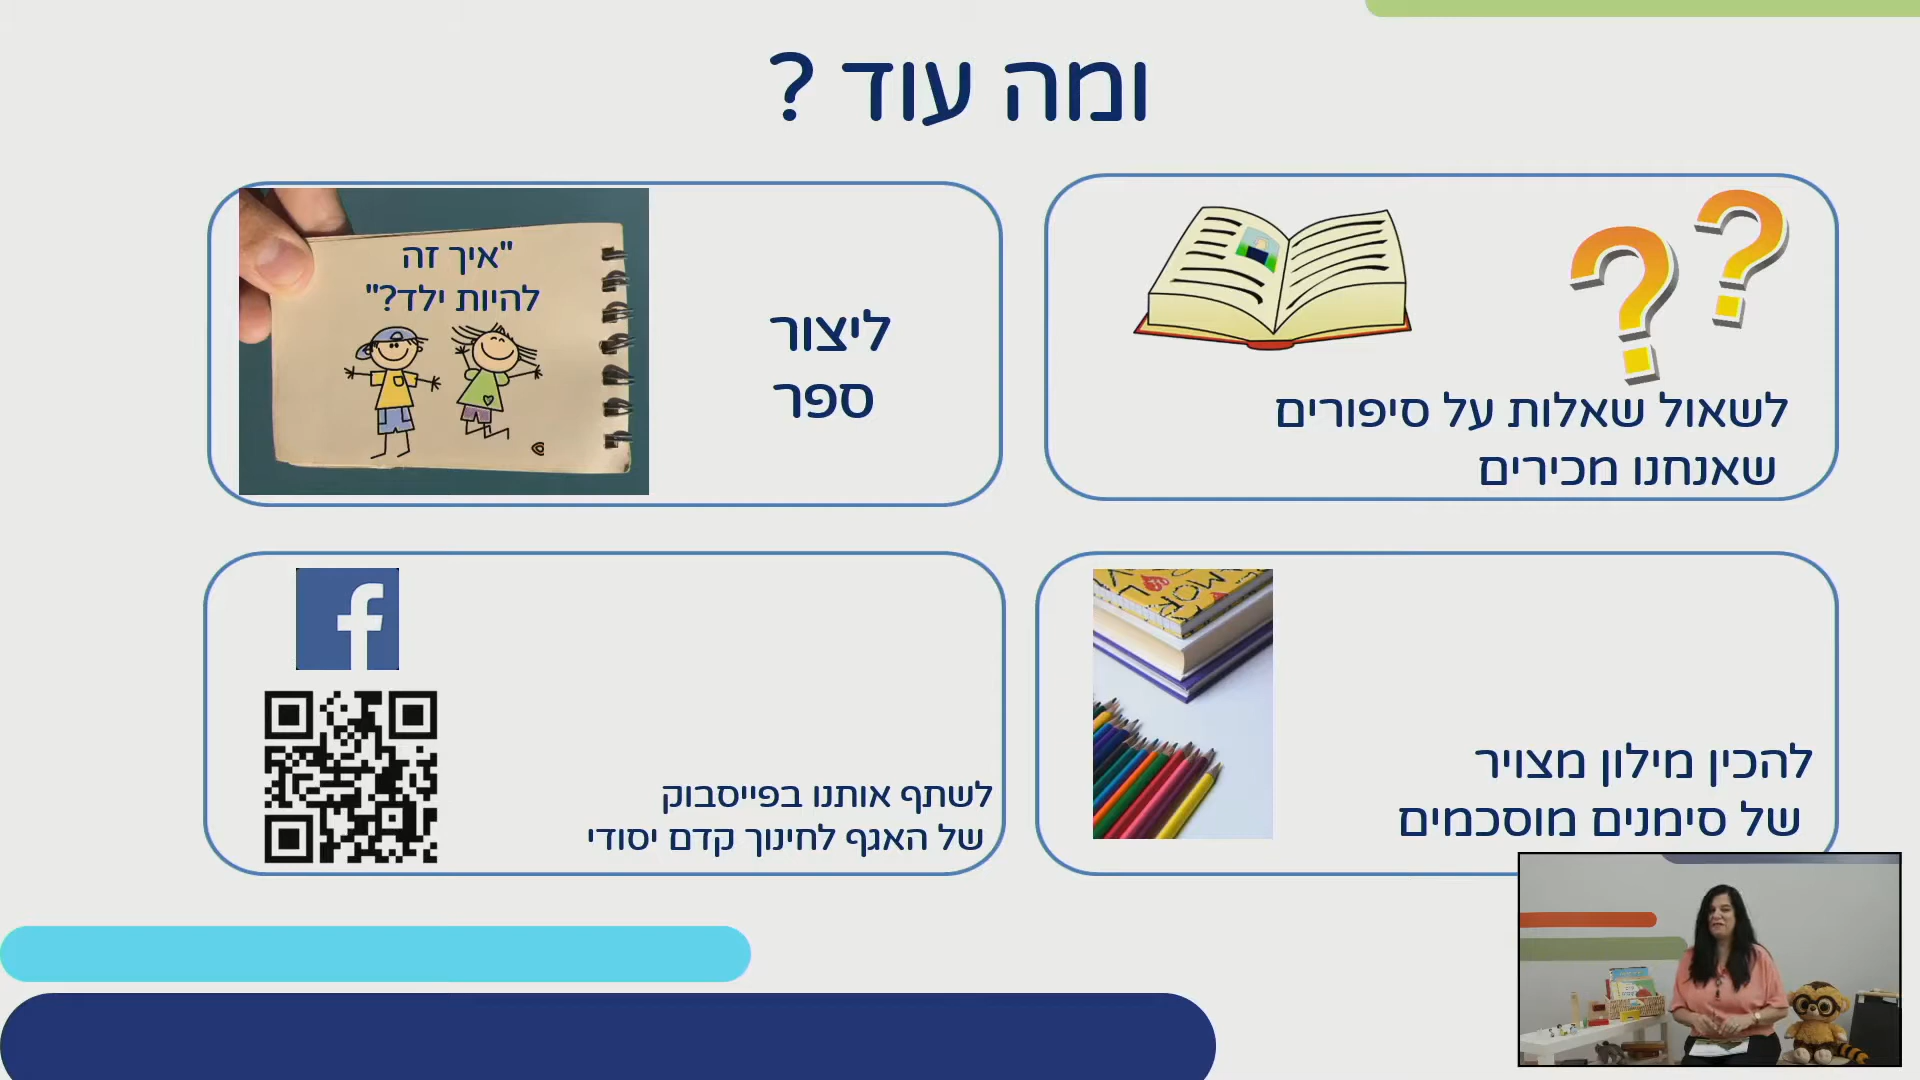 ומה עוד ?
לשאול שאלות על סיפורים
שאנחנו מכירים
"איך זה
להיות ילד?"
ליצור
ספר
להכין מילון מצויר
של סימנים מוסכמים
לשתף אותנו בפייסבוק
של האגף לחינוך קדם יסודי